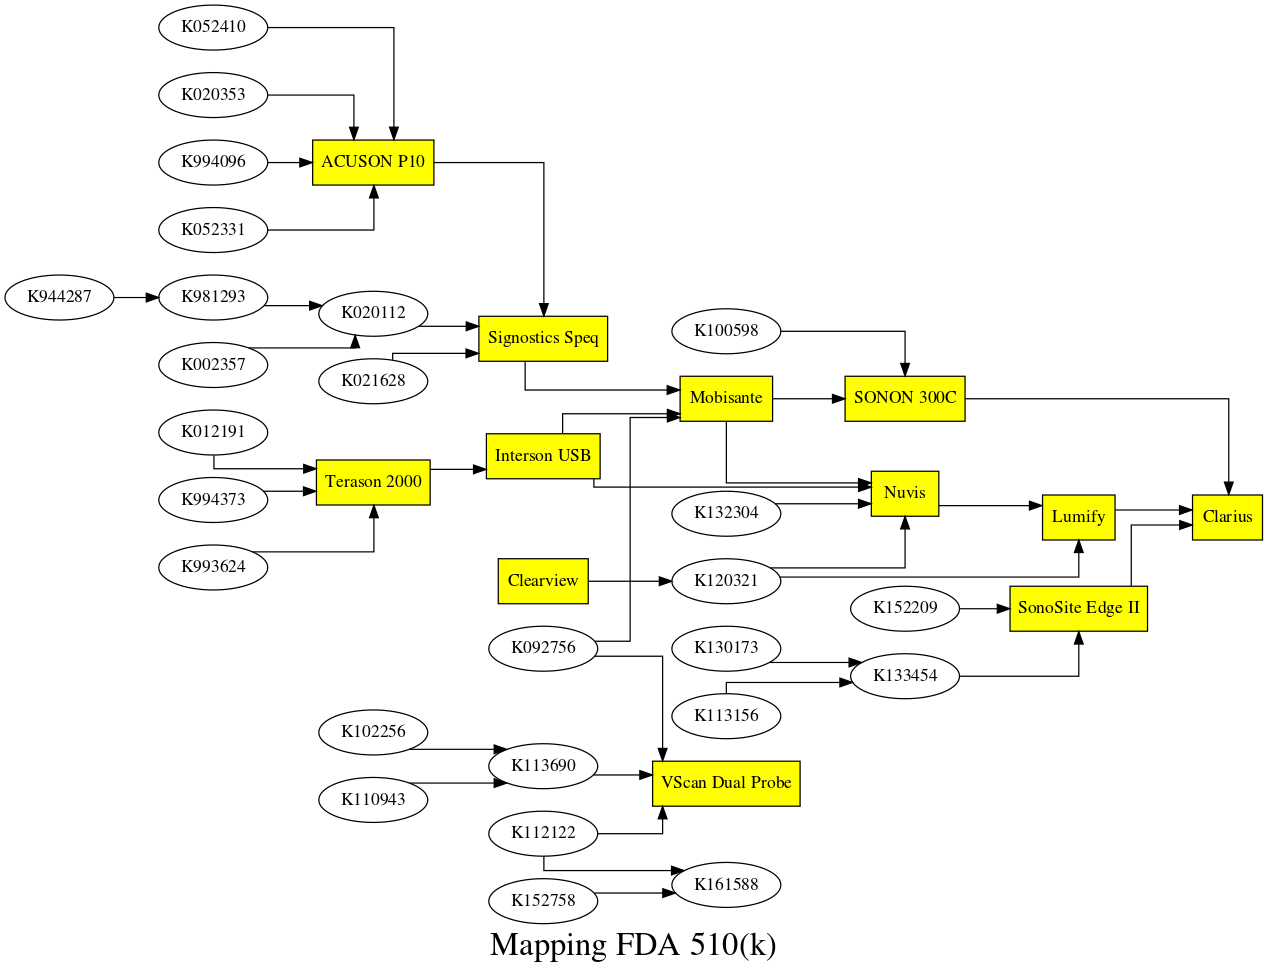 K052410
K020353
K994096
ACUSON P10
K052331
K944287
K981293
K020112
K002357
K021628
Signostics Speq
K100598
Mobisante
SONON 300C
K012191
Terason 2000
Interson USB
K994373
K993624
K132304
Nuvis
Lumify
Clarius
Clearview
K120321
K152209
SonoSite Edge II
K092756
K130173
K133454
K113156
K102256
K113690
K110943
VScan Dual Probe
K112122
K161588
K152758
Mapping FDA 510(k)